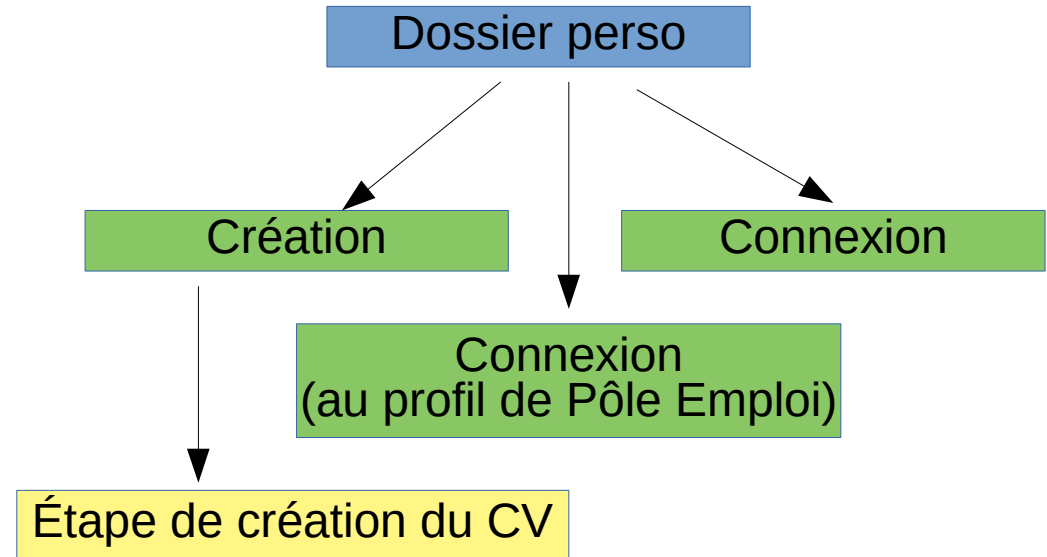 Dossier perso
Création
Connexion
Connexion
(au profil de Pôle Emploi)
Étape de création du CV